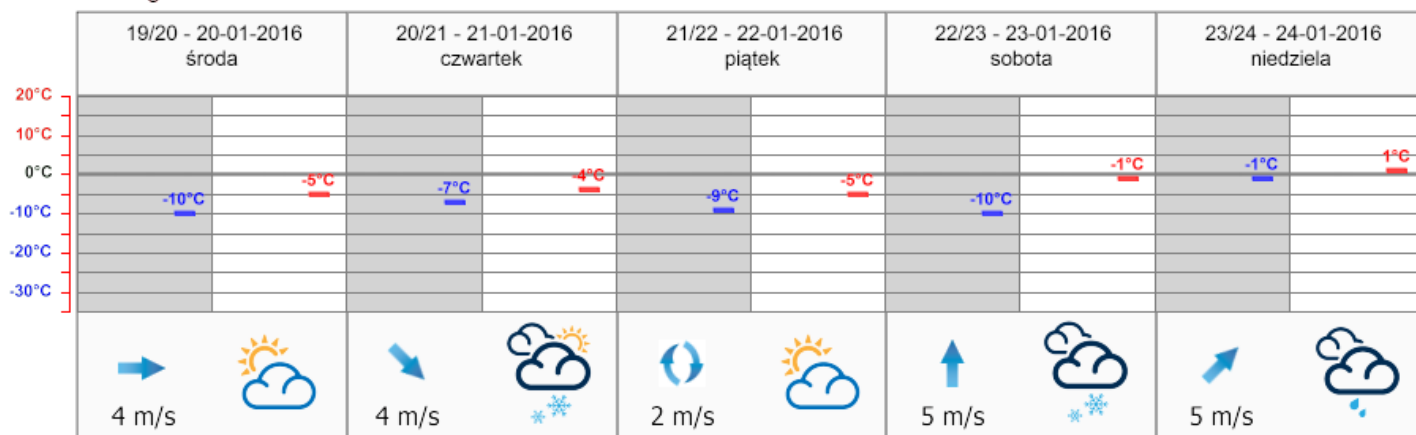 19/20 - 20-01-2016
środa
20/21 - 21-01-2016
czwartek
21/22 - 22-01-2016
piątek
22/23 - 23-01-2016
sobota
23/24 - 24-01-2016
niedziela
20°C
10°C
0°C
-10°C
-20°C
-30°C
-10°C
-5°C
-7°C
-4°C
-9°C
-5°C
-10°C
-1°C
-1°C
1°C
4 m/s
4 m/s
2 m/s
5 m/s
5 m/s